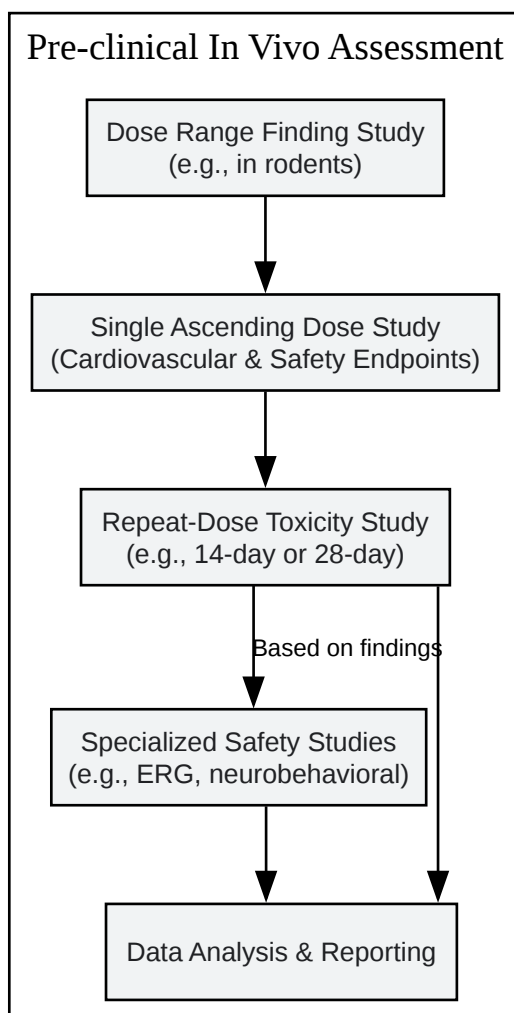 Pre-clinical In Vivo Assessment
Dose Range Finding Study
(e.g., in rodents)
Single Ascending Dose Study
(Cardiovascular & Safety Endpoints)
Repeat-Dose Toxicity Study
(e.g., 14-day or 28-day)
Based on findings
Specialized Safety Studies
(e.g., ERG, neurobehavioral)
Data Analysis & Reporting